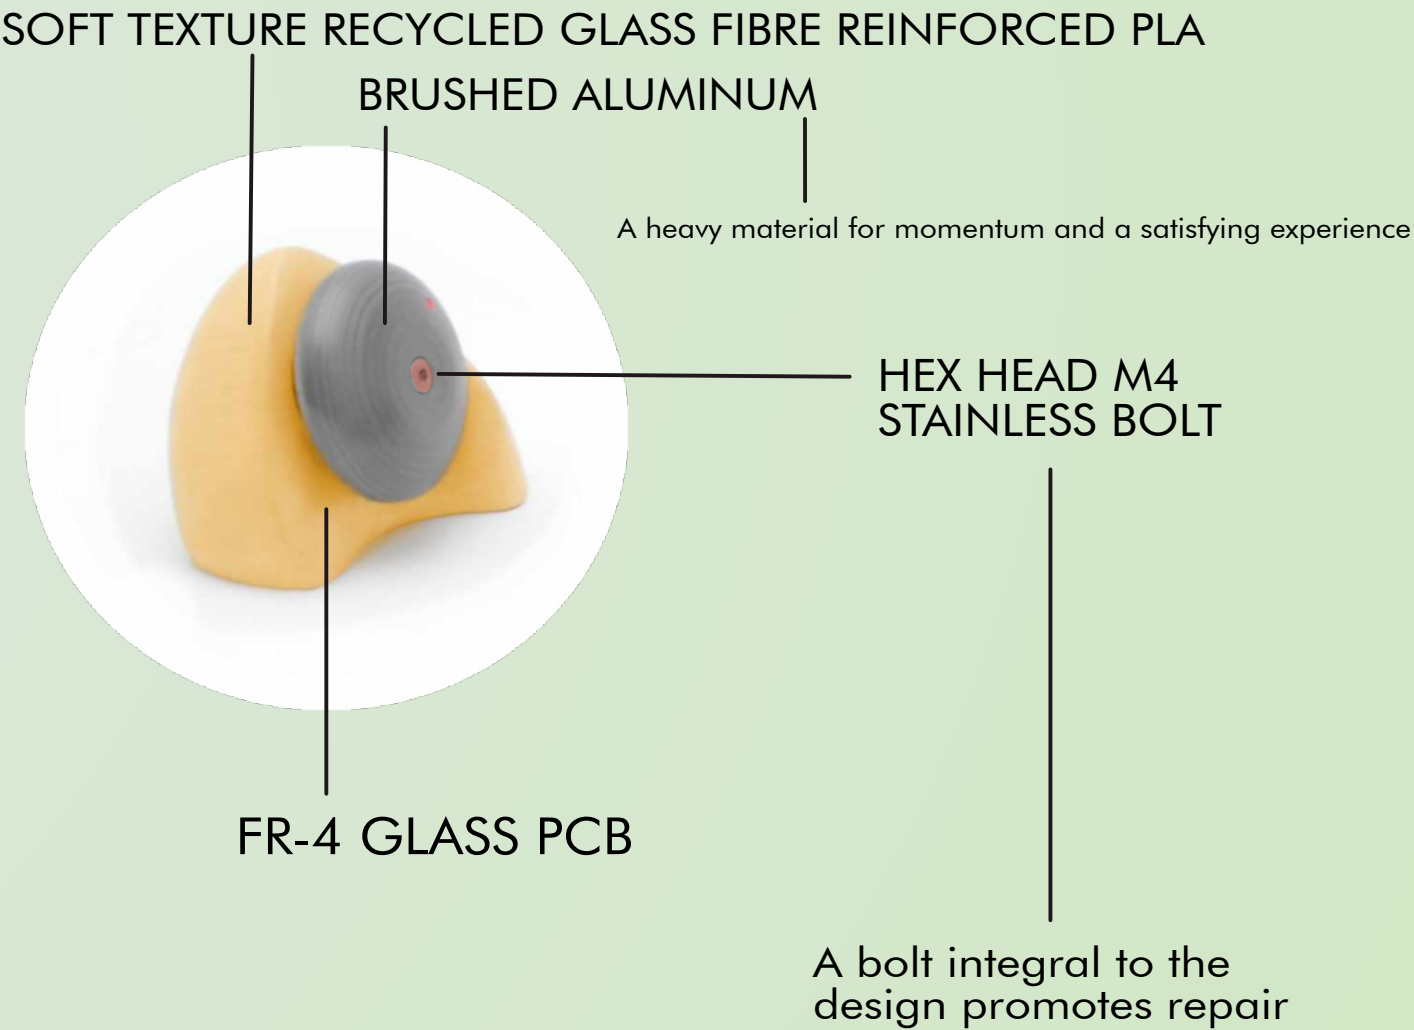 SOFT TEXTURE RECYCLED GLASS FIBRE REINFORCED PLA
BRUSHED ALUMINUM
A heavy material for momentum and a satisfying experience
HEX HEAD M4
STAINLESS BOLT
FR-4 GLASS PCB
A bolt integral to the
design promotes repair